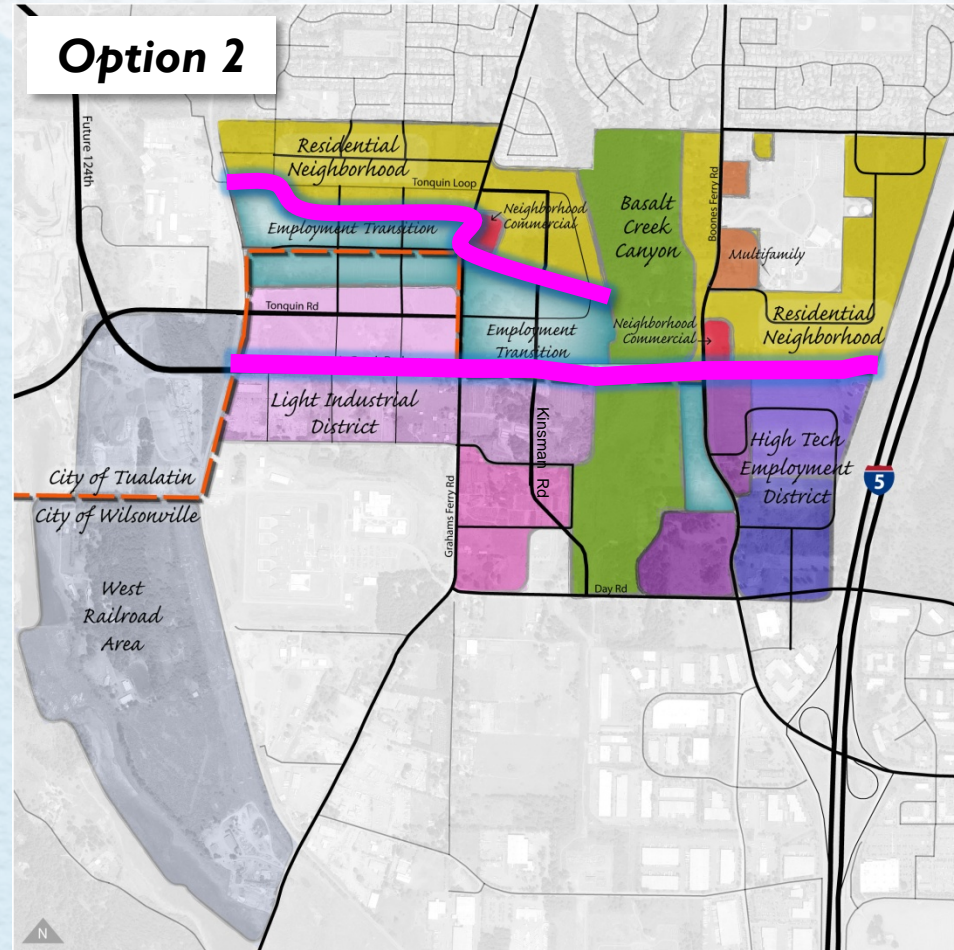 Option 2
Future 124th
Residential
Neighborhood
Tonquin Loop
Neighborhood
Commercial
Employment Transition
Basalt
Creek
Canyon
Boones Ferry Rd
Multifamily
Tonquin Rd
Employment
Transition
Neighborhood
Commercial
Residential
Neighborhood
Light Industrial
District
Kinsman Rd
High Tech
Employment
District
5
City of Tualatin
City of Wilsonville
Grahams Ferry Rd
West
Railroad
Area
Day Rd
N